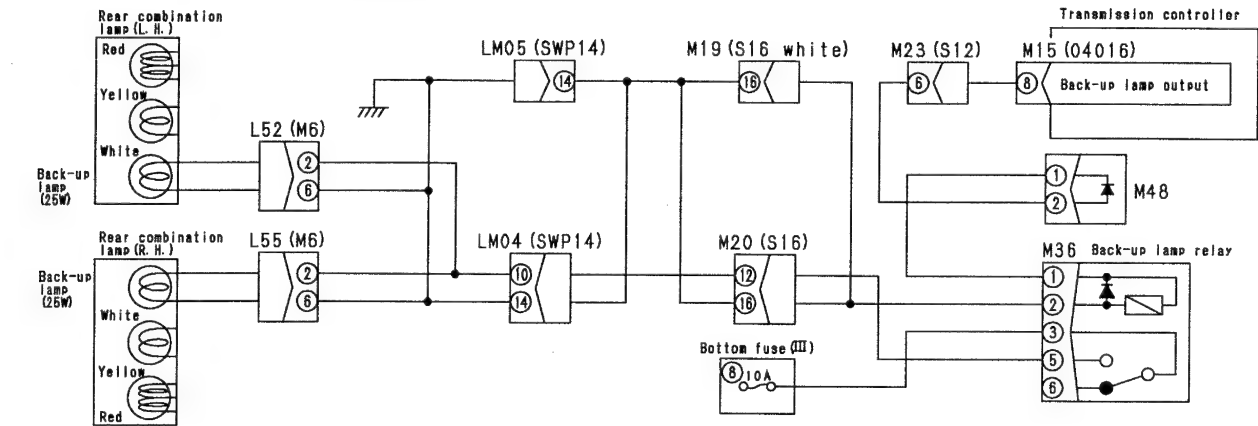 Rear combination
lamp (L. H.)
Red
Yellow
White
Back-up
lamp
(25W)
L52 (M6)
2
6
Rear combination
lamp (R. H.)
Back-up
lamp
(25W)
White
Yellow
Red
L55 (M6)
2
6
LM05 (SWP14)
14
LM04 (SWP14)
10
14
M19 (S16 white)
16
M20 (S16)
12
16
Bottom fuse (III)
8
10A
M23 (S12)
6
Transmission controller
M15 (04016)
8
Back-up lamp output
1
2
M48
M36 Back-up lamp relay
1
2
3
5
6